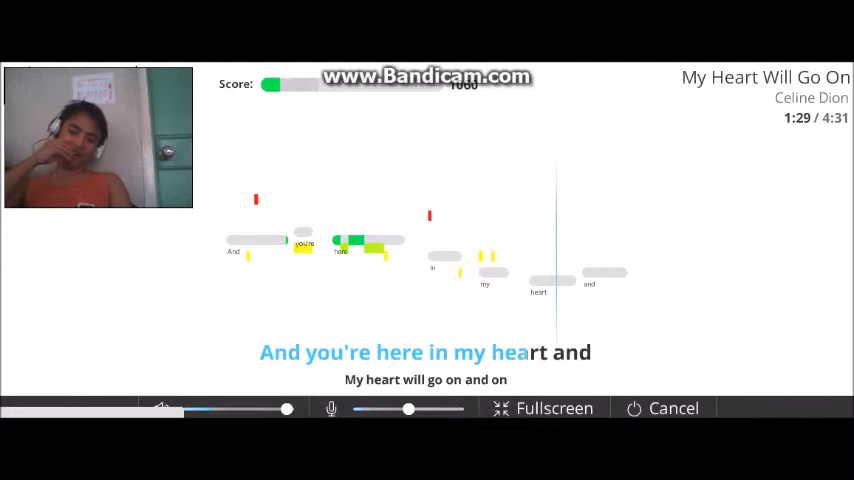 www.Bandicam.com
Score:
1060
My Heart Will Go On
Celine Dion
1:29 / 4:31
And
you're
here
in
my
heart
and
And you're here in my heart and
My heart will go on and on
Fullscreen
Cancel